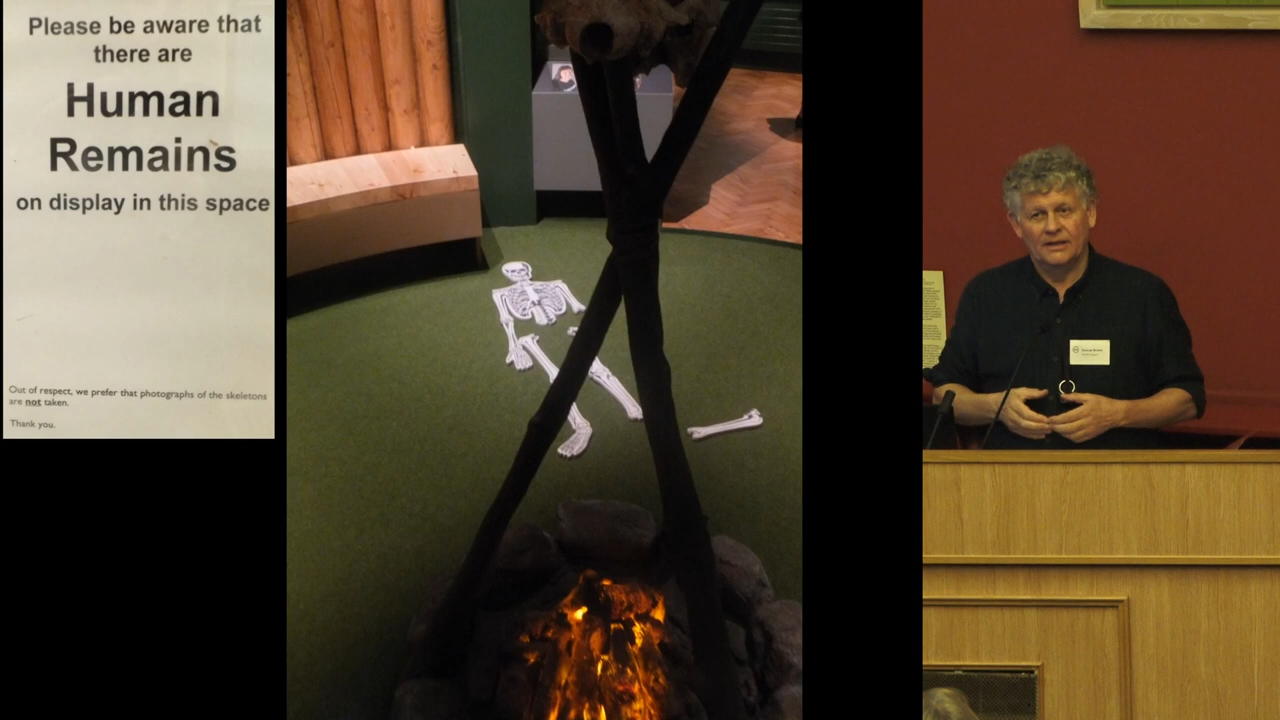 Please be aware that
there are
Human
Remains
on display in this space
Out of respect, we prefer that photographs of the skeletons
are not taken.
Thank you.